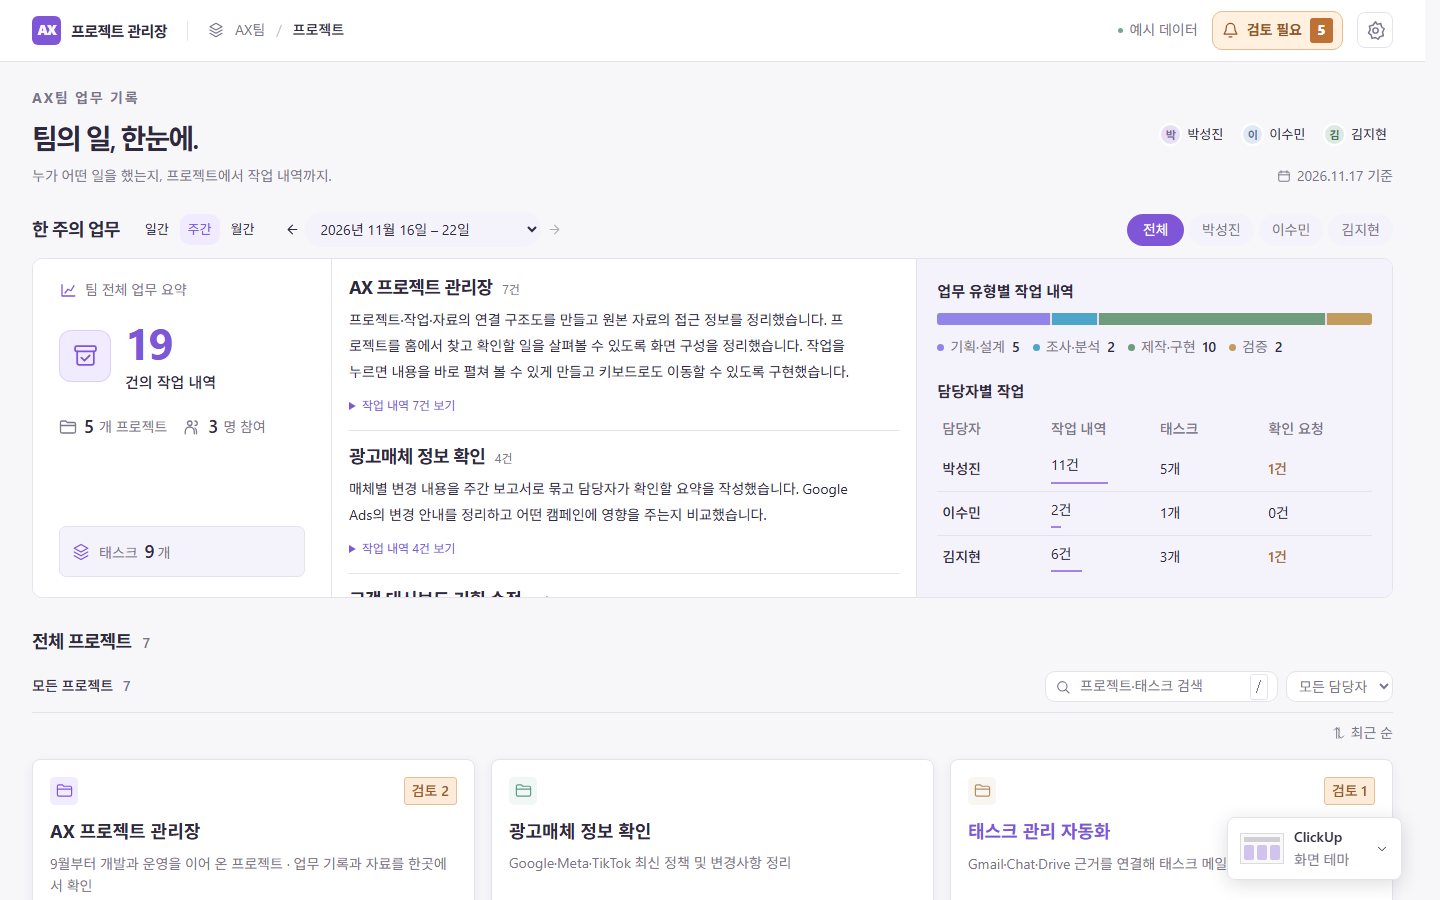 AX 프로젝트 관리장 AX팀 / 프로젝트 예시 데이터 검토 필요 5
AX팀 업무 기록
팀의 일, 한눈에.
박 박성진 이 이수민 김 김지현
누가 어떤 일을 했는지, 프로젝트에서 작업 내역까지.
2026.11.17 기준
한 주의 업무 일간 주간 월간 ← 2026년 11월 16일 – 22일 →
전체 박성진 이수민 김지현
팀 전체 업무 요약
19
건의 작업 내역
5 개 프로젝트 3 명 참여
태스크 9 개
AX 프로젝트 관리장 7건
프로젝트·작업·자료의 연결 구조도를 만들고 원본 자료의 접근 정보를 정리했습니다. 프
로젝트를 홈에서 찾고 확인할 일을 살펴볼 수 있도록 화면 구성을 정리했습니다. 작업을
누르면 내용을 바로 펼쳐 볼 수 있게 만들고 키보드로도 이동할 수 있도록 구현했습니다.
▶ 작업 내역 7건 보기
광고매체 정보 확인 4건
매체별 변경 내용을 주간 보고서로 묶고 담당자가 확인할 요약을 작성했습니다. Google
Ads의 변경 안내를 정리하고 어떤 캠페인에 영향을 주는지 비교했습니다.
▶ 작업 내역 4건 보기
업무 유형별 작업 내역
기획·설계 5 조사·분석 2 제작·구현 10 검증 2
담당자별 작업
담당자 작업 내역 태스크 확인 요청
박성진 11건 5개 1건
이수민 2건 1개 0건
김지현 6건 3개 1건
전체 프로젝트 7
모든 프로젝트 7
프로젝트·태스크 검색 / 모든 담당자
최근 순
검토 2
AX 프로젝트 관리장
9월부터 개발과 운영을 이어 온 프로젝트 · 업무 기록과 자료를 한곳에
서 확인
광고매체 정보 확인
Google·Meta·TikTok 최신 정책 및 변경사항 정리
검토 1
태스크 관리 자동화
Gmail·Chat·Drive 근거를 연결해 태스크 메일
ClickUp
화면 테마